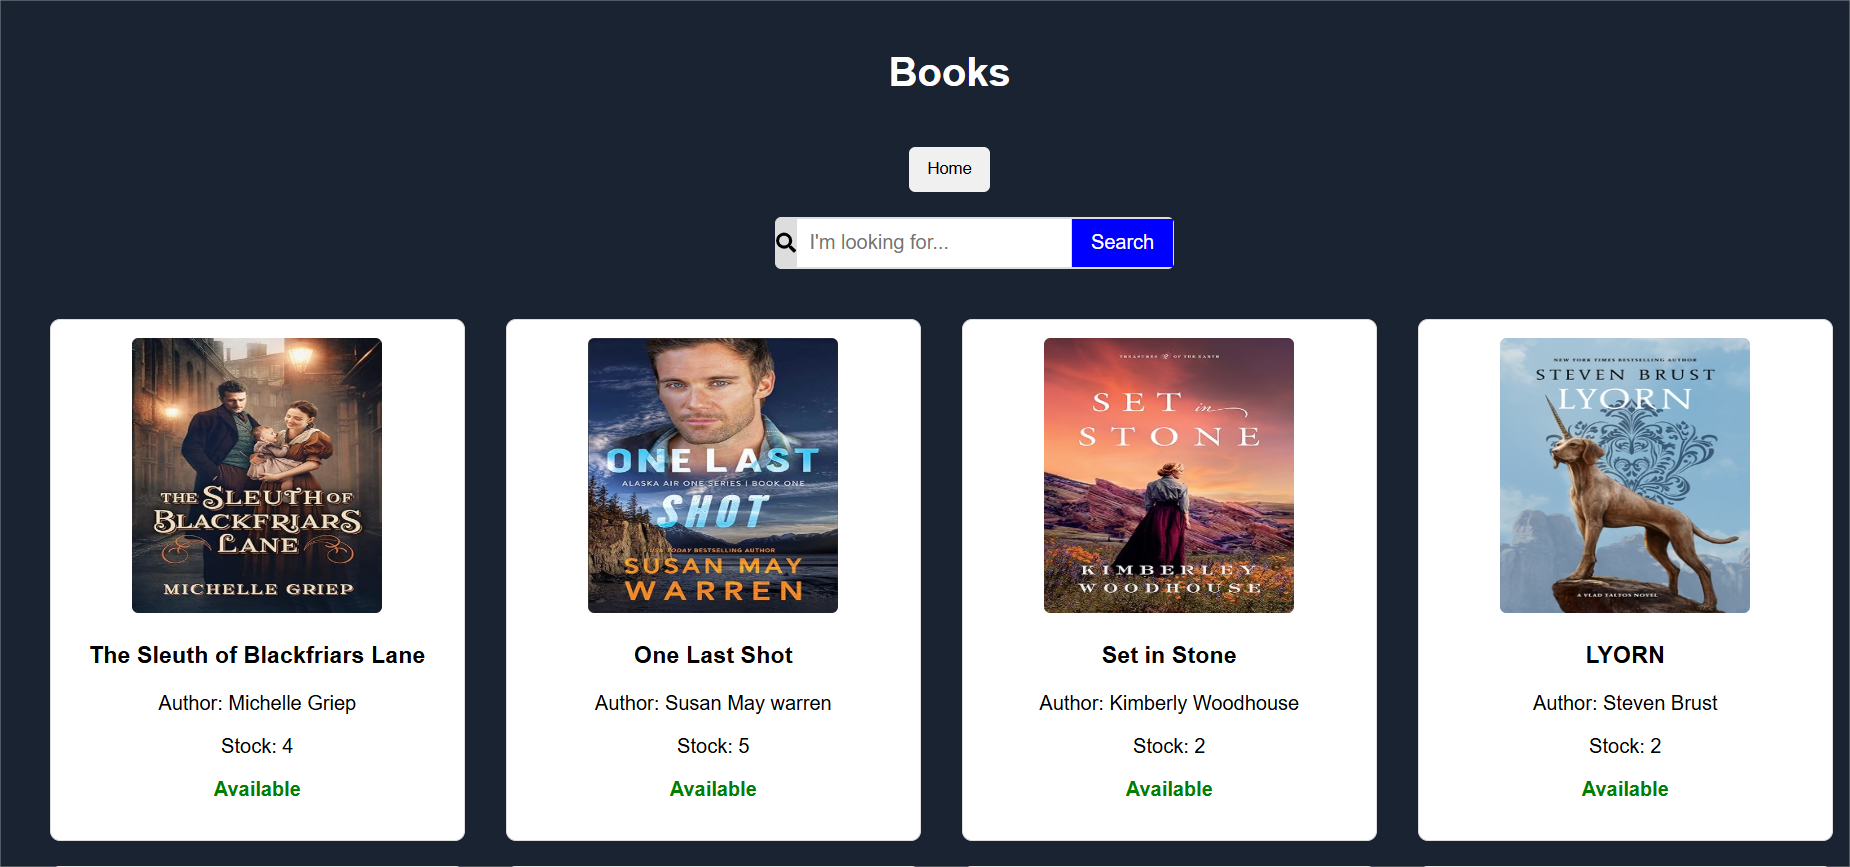 Books
Home
I'm looking for...
Search
THE SLEUTH OF
BLACKFRIARS
LANE
MICHELLE GRIEP
The Sleuth of Blackfriars Lane
Author: Michelle Griep
Stock: 4
Available
ONE LAST
ALASKA AIR ONE SERIES | BOOK ONE
SHOT
USA TODAY BESTSELLING AUTHOR
SUSAN MAY
WARREN
One Last Shot
Author: Susan May warren
Stock: 5
Available
TREASURES OF THE EARTH
SET in
STONE
KIMBERLEY
WOODHOUSE
Set in Stone
Author: Kimberly Woodhouse
Stock: 2
Available
NEW YORK TIMES BESTSELLING AUTHOR
STEVEN BRUST
LYORN
A VLAD TALTOS NOVEL
LYORN
Author: Steven Brust
Stock: 2
Available